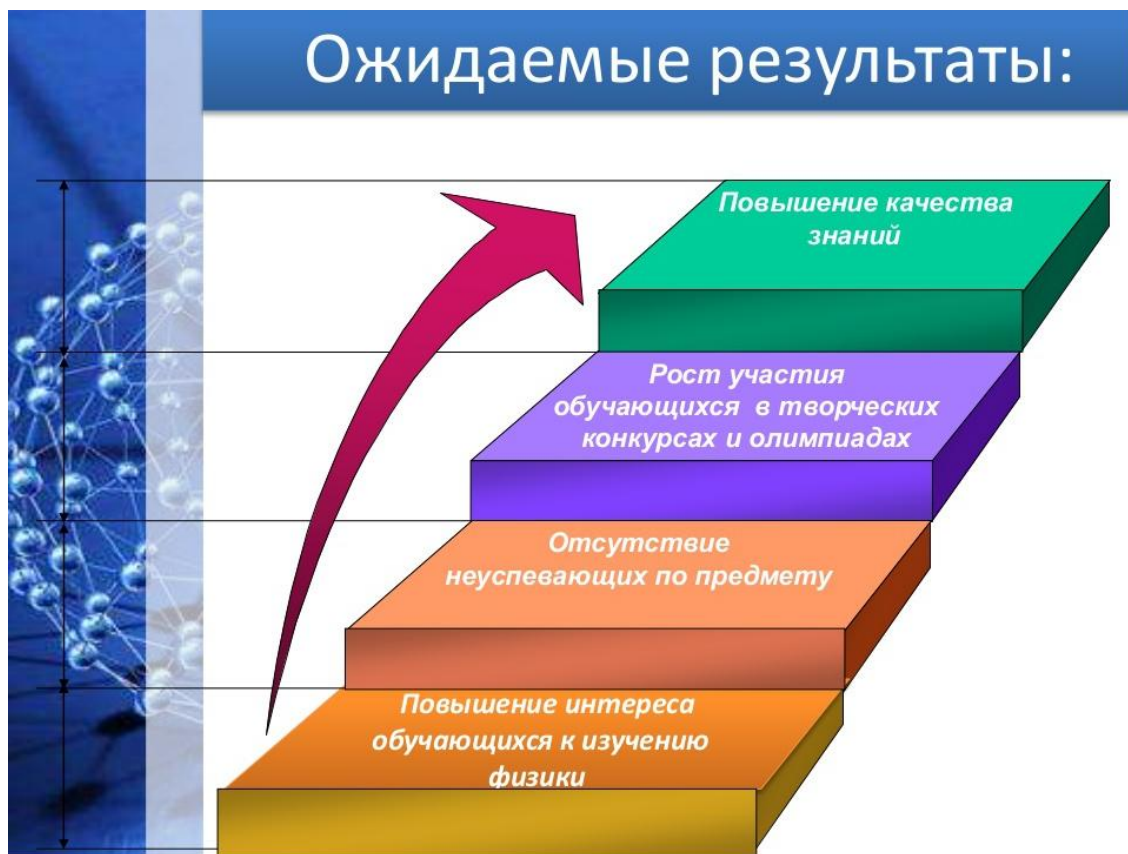 Ожидаемые результаты:
Повышение качества
знаний
Рост участия
обучающихся в творческих
конкурсах и олимпиадах
Отсутствие
неуспевающих по предмету
Повышение интереса
обучающихся к изучению
физики